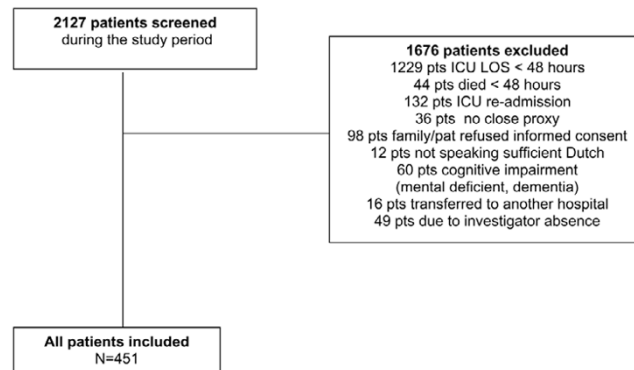 2127 patients screened
during the study period
1676 patients excluded
1229 pts ICU LOS < 48 hours
44 pts died < 48 hours
132 pts ICU re-admission
36 pts no close proxy
98 pts family/pat refused informed consent
12 pts not speaking sufficient Dutch
60 pts cognitive impairment
(mental deficient, dementia)
16 pts transferred to another hospital
49 pts due to investigator absence
All patients included
N=451